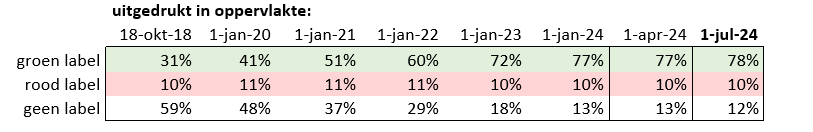 uitgedrukt in oppervlakte:
18-okt-18 1-jan-20 1-jan-21 1-jan-22 1-jan-23 1-jan-24 1-apr-24 1-jul-24
groen label 31% 41% 51% 60% 72% 77% 77% 78%
rood label 10% 11% 11% 11% 10% 10% 10% 10%
geen label 59% 48% 37% 29% 18% 13% 13% 12%